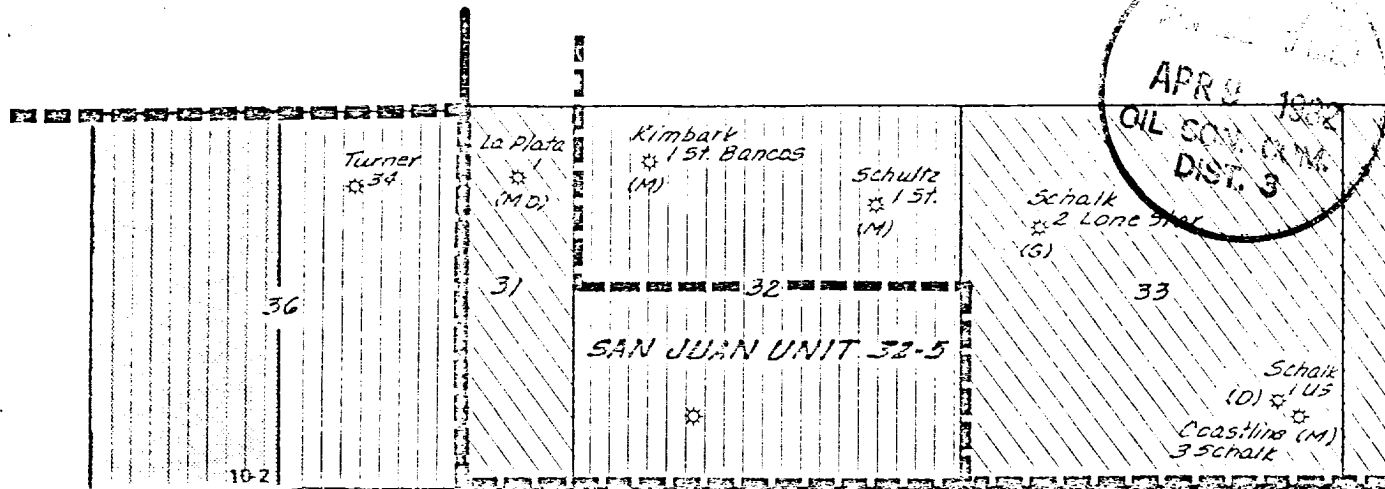 APR 9 1982
OIL CON. COM.
DIST. 3
Turner
34
La Plata
1
(MD)
Kimbark
1 St. Bancos
(M)
Schultz
1 St.
(M)
Schalk
2 Lone Star
(G)
36
31
32
33
SAN JUAN UNIT 32-5
Schalk
1 US
(D)
Coastline (M)
3 Schalk
10-2